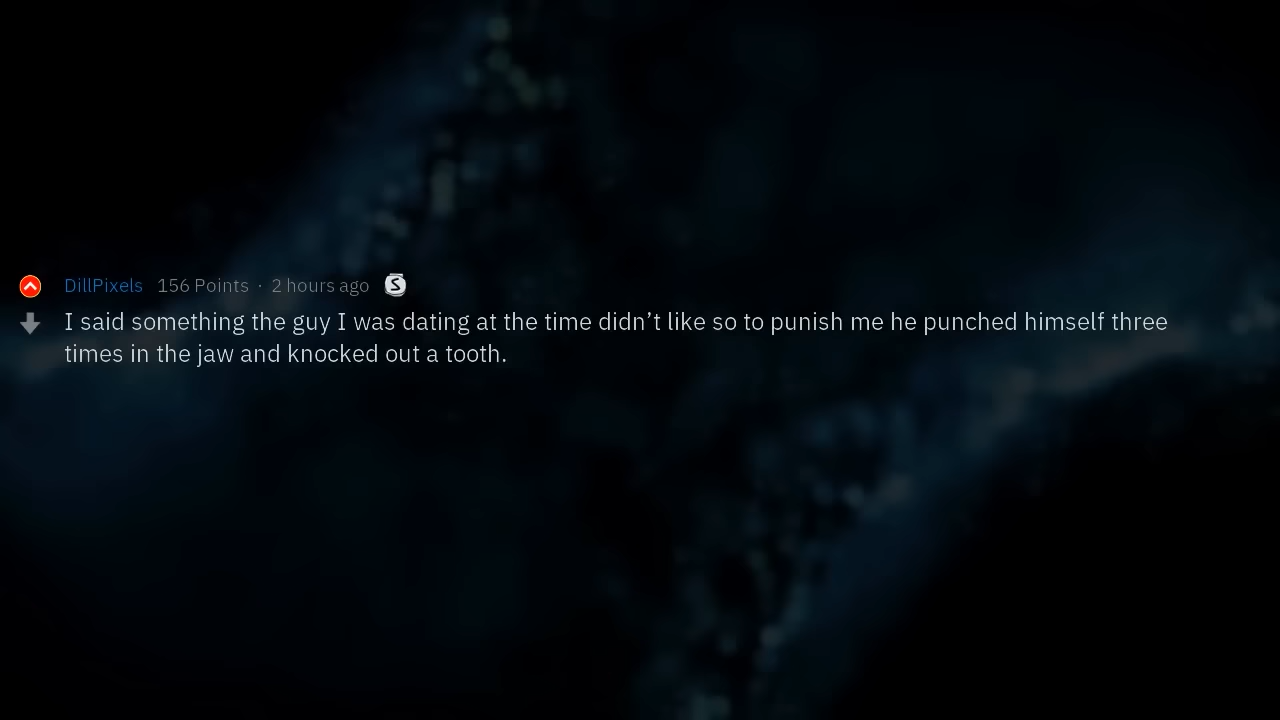 DillPixels 156 Points · 2 hours ago S
I said something the guy I was dating at the time didn’t like so to punish me he punched himself three
times in the jaw and knocked out a tooth.